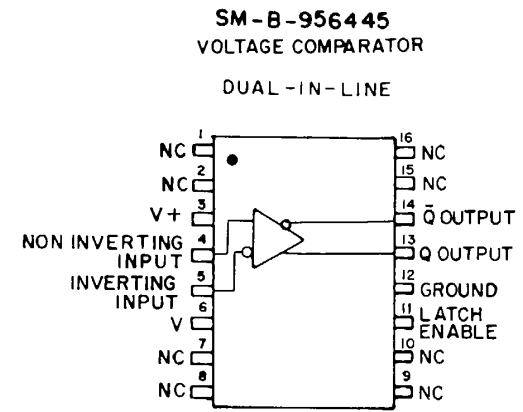 SM-B-956445
VOLTAGE COMPARATOR
DUAL-IN-LINE
1
NC
2
NC
3
V+
4
NON INVERTING
INPUT
5
INVERTING
INPUT
6
V
7
NC
8
NC
16
NC
15
NC
14
Q̄ OUTPUT
13
Q OUTPUT
12
GROUND
11
LATCH
ENABLE
10
NC
9
NC